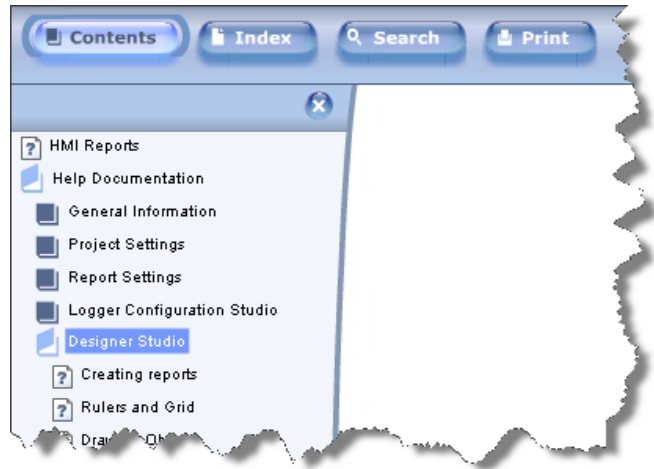 Contents Index Search Print
HMI Reports
Help Documentation
General Information
Project Settings
Report Settings
Logger Configuration Studio
Designer Studio
Creating reports
Rulers and Grid